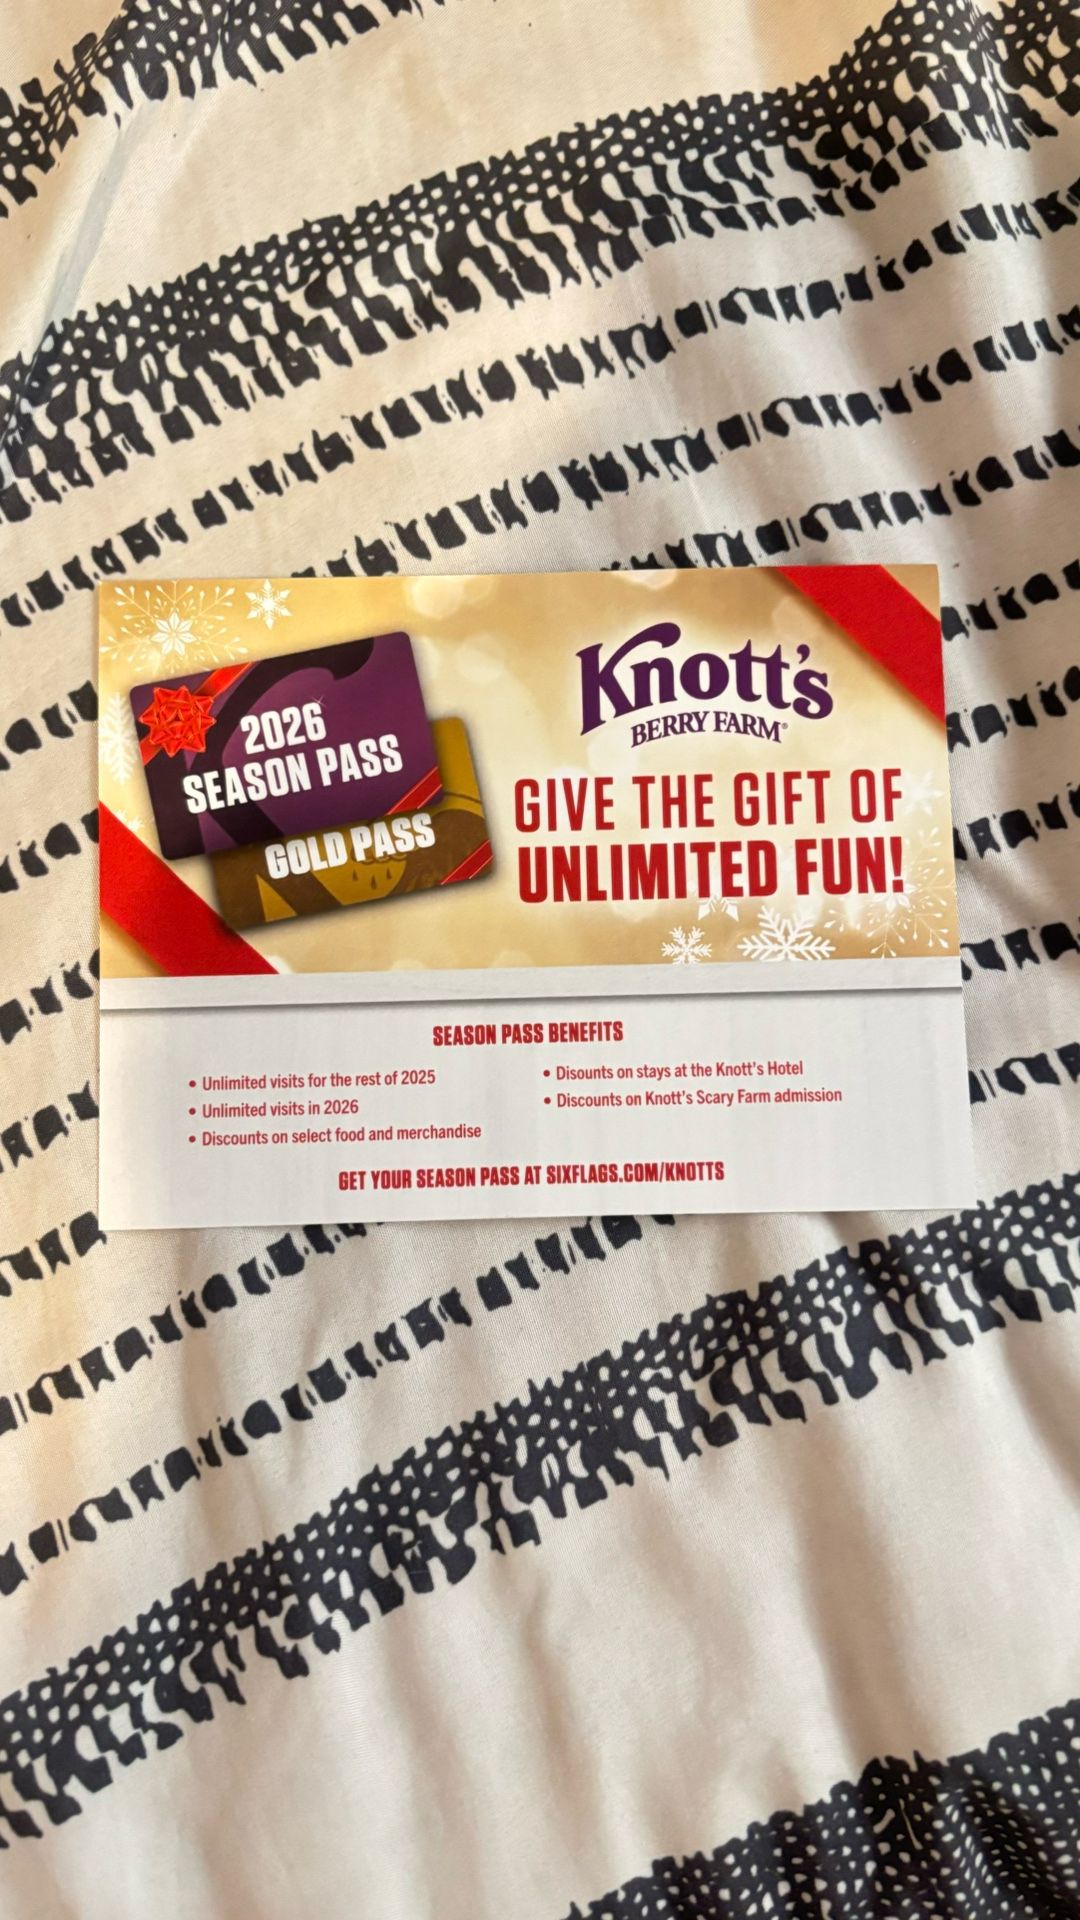 2026
SEASON PASS
GOLD PASS
Knott's
BERRY FARM®
GIVE THE GIFT OF
UNLIMITED FUN!
SEASON PASS BENEFITS
• Unlimited visits for the rest of 2025
• Unlimited visits in 2026
• Discounts on select food and merchandise
• Disounts on stays at the Knott's Hotel
• Discounts on Knott's Scary Farm admission
GET YOUR SEASON PASS AT SIXFLAGS.COM/KNOTTS